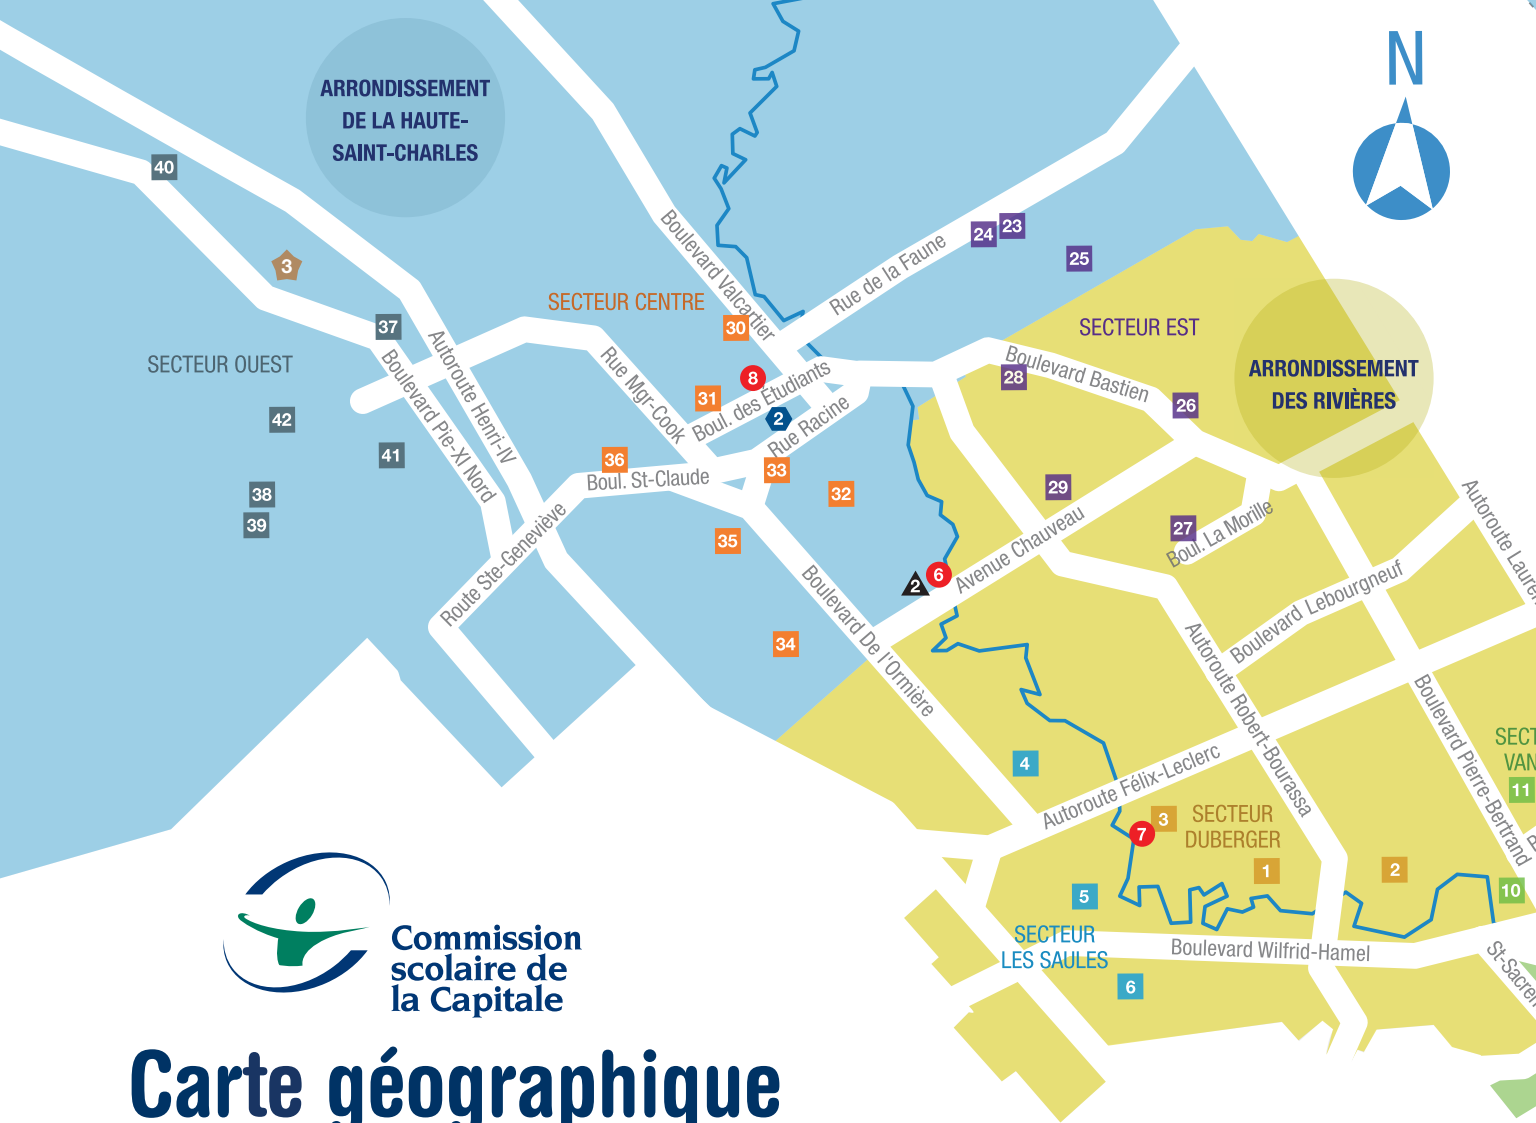 N
ARRONDISSEMENT
DE LA HAUTE-
SAINT-CHARLES
40
3
37
SECTEUR OUEST
42
41
38
39
SECTEUR CENTRE
30
31
8
2
36
33
32
35
34
24
23
25
SECTEUR EST
28
26
29
27
2
6
ARRONDISSEMENT
DES RIVIÈRES
Boulevard Valcartier
Rue de la Faune
Rue Mgr-Cook
Boul. des Étudiants
Rue Racine
Boul. St-Claude
Autoroute Henri-IV
Boulevard Pie-XI Nord
Route Ste-Geneviève
Boulevard De l'Ormière
Boulevard Bastien
Avenue Chauveau
Boul. La Morille
Boulevard Lebourgneuf
Autoroute Robert-Bourassa
Autoroute Félix-Leclerc
Boulevard Pierre-Bertrand
Boulevard Wilfrid-Hamel
4
7
3
SECTEUR
DUBERGER
1
2
5
SECTEUR
LES SAULES
6
11
10
Commission
scolaire de
la Capitale
Carte géographique